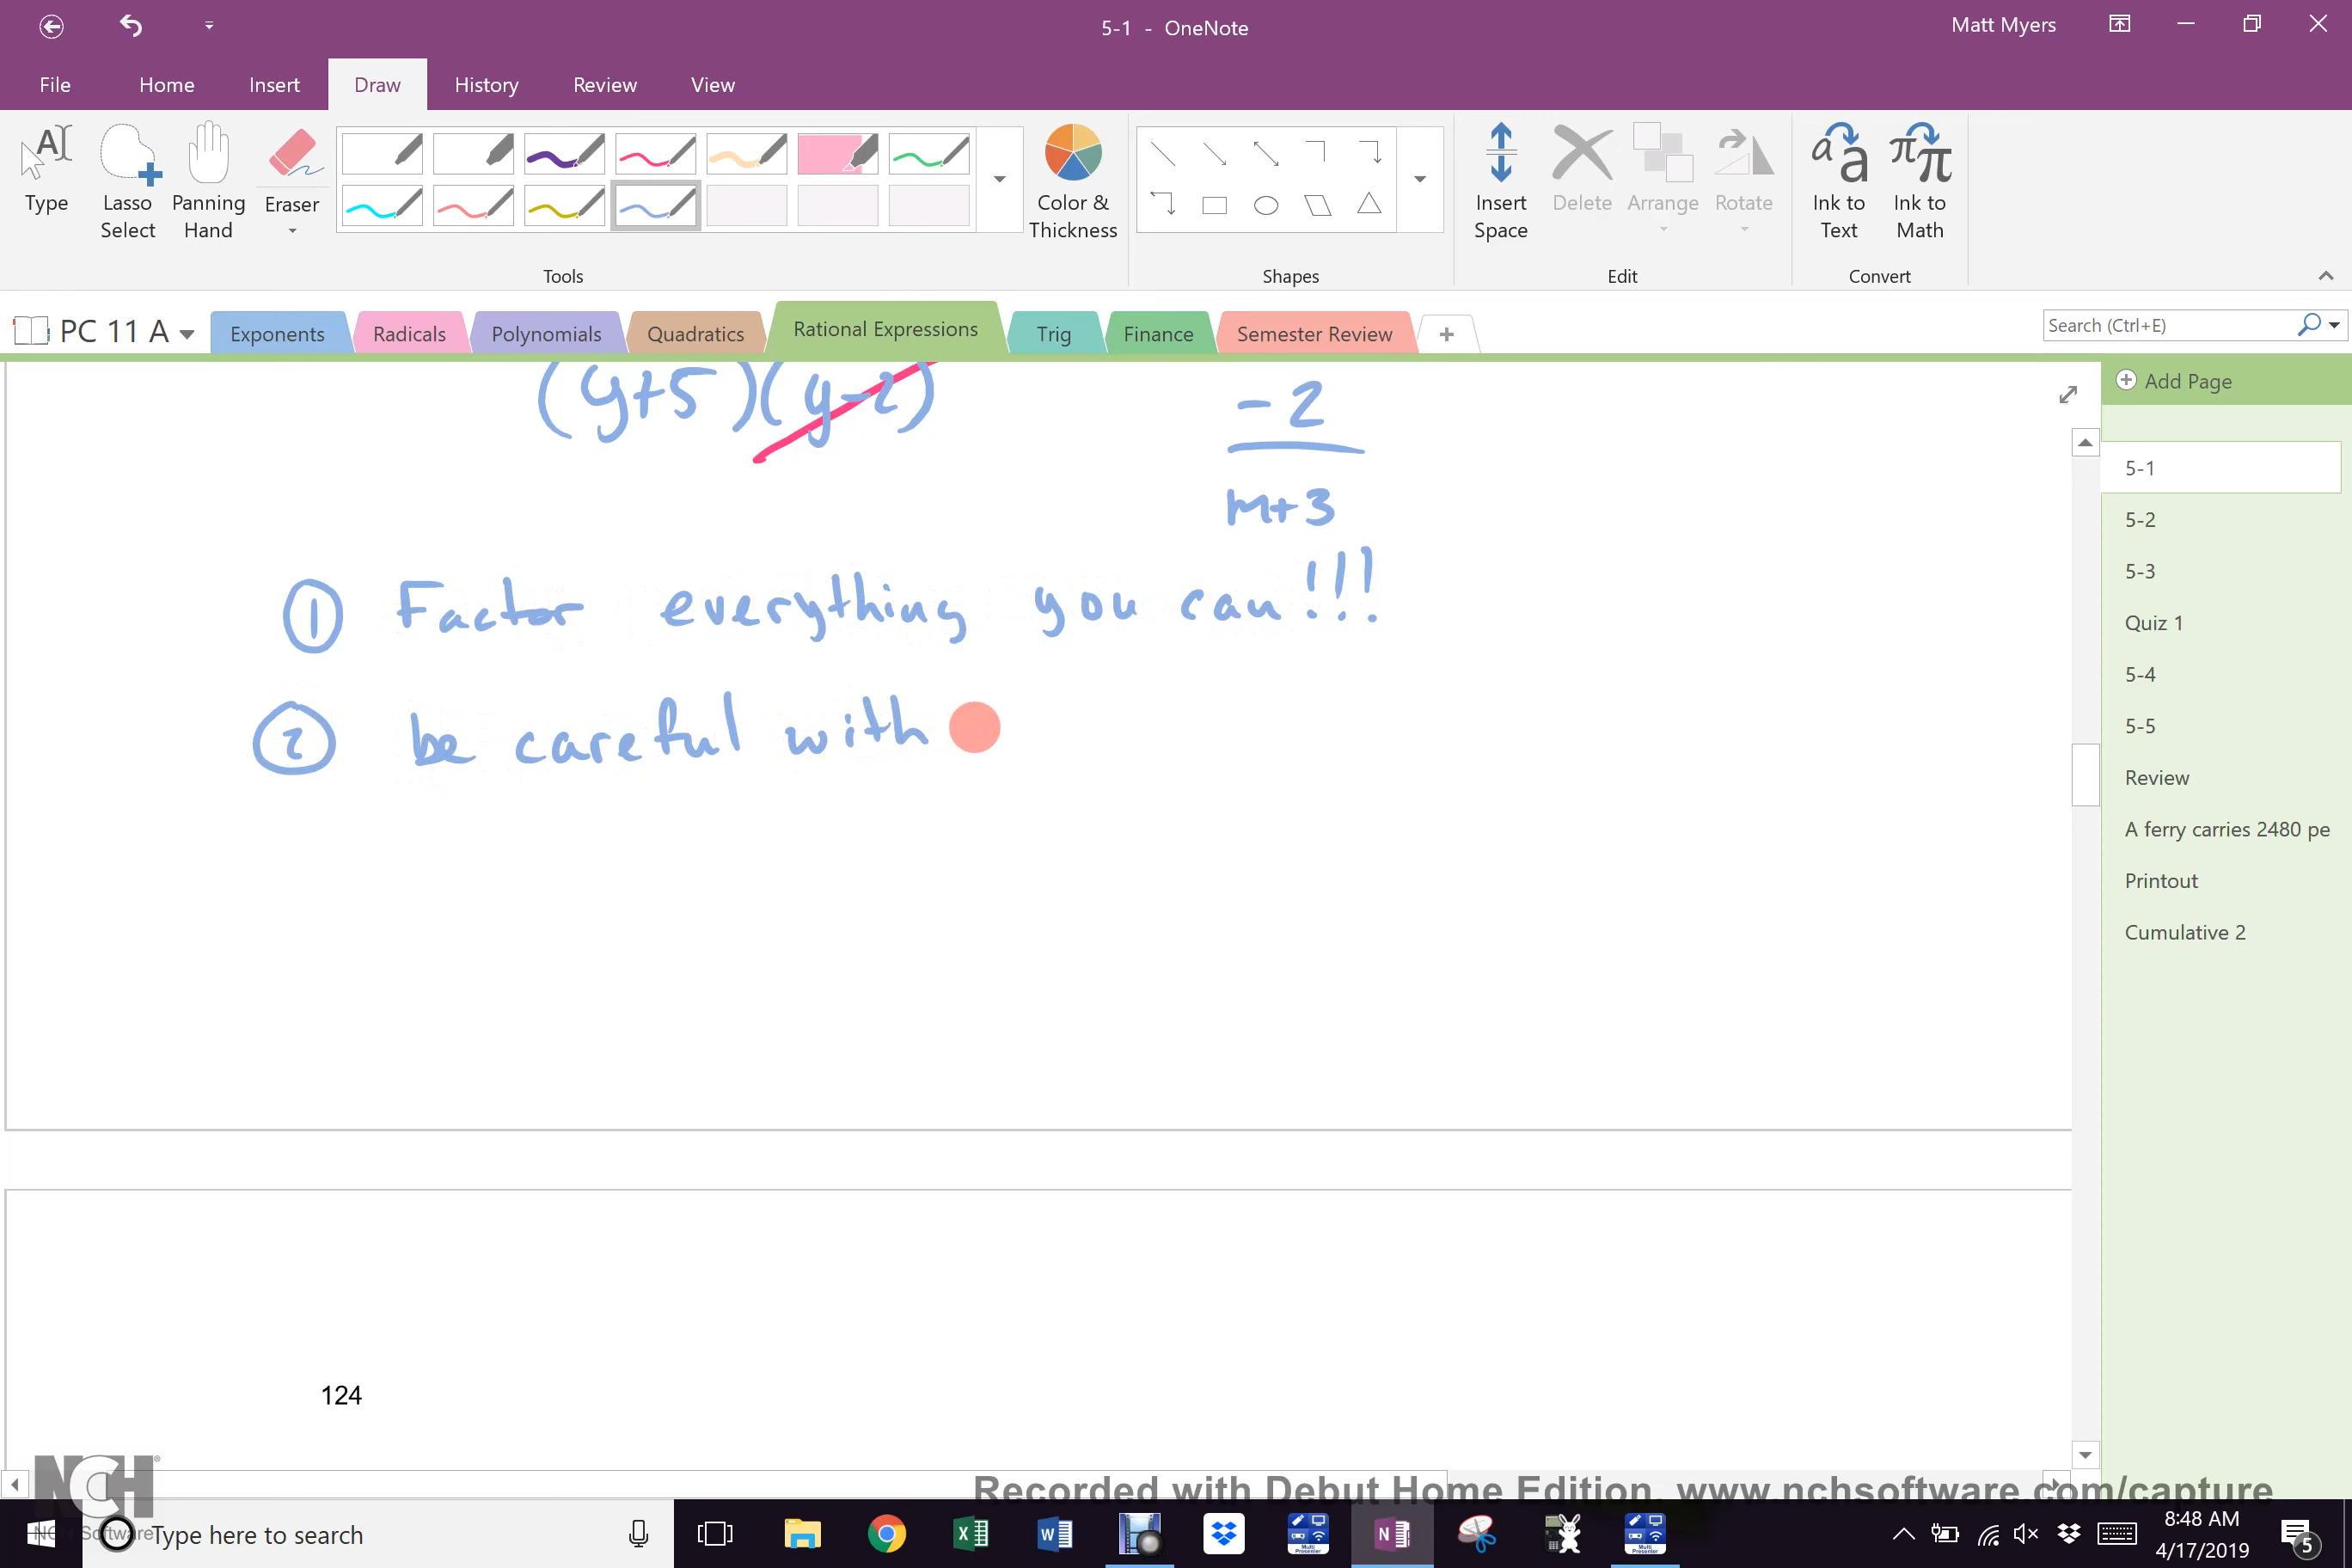 5-1 - OneNote
Matt Myers
File Home Insert Draw History Review View
Type
Lasso Select
Panning Hand
Eraser
Color & Thickness
Insert Space
Delete
Arrange
Rotate
Ink to Text
Ink to Math
Tools
Shapes
Edit
Convert
PC 11 A
Exponents Radicals Polynomials Quadratics Rational Expressions Trig Finance Semester Review
Search (Ctrl+E)
Add Page
5-1
5-2
5-3
Quiz 1
5-4
5-5
Review
A ferry carries 2480 pe
Printout
Cumulative 2
(y+5)(y-2)
-2
m+3
① Factor everything you can!!!
② be careful with
124
NCH
NCH Software
Recorded with Debut Home Edition. www.nchsoftware.com/capture
Type here to search
8:48 AM
4/17/2019
5